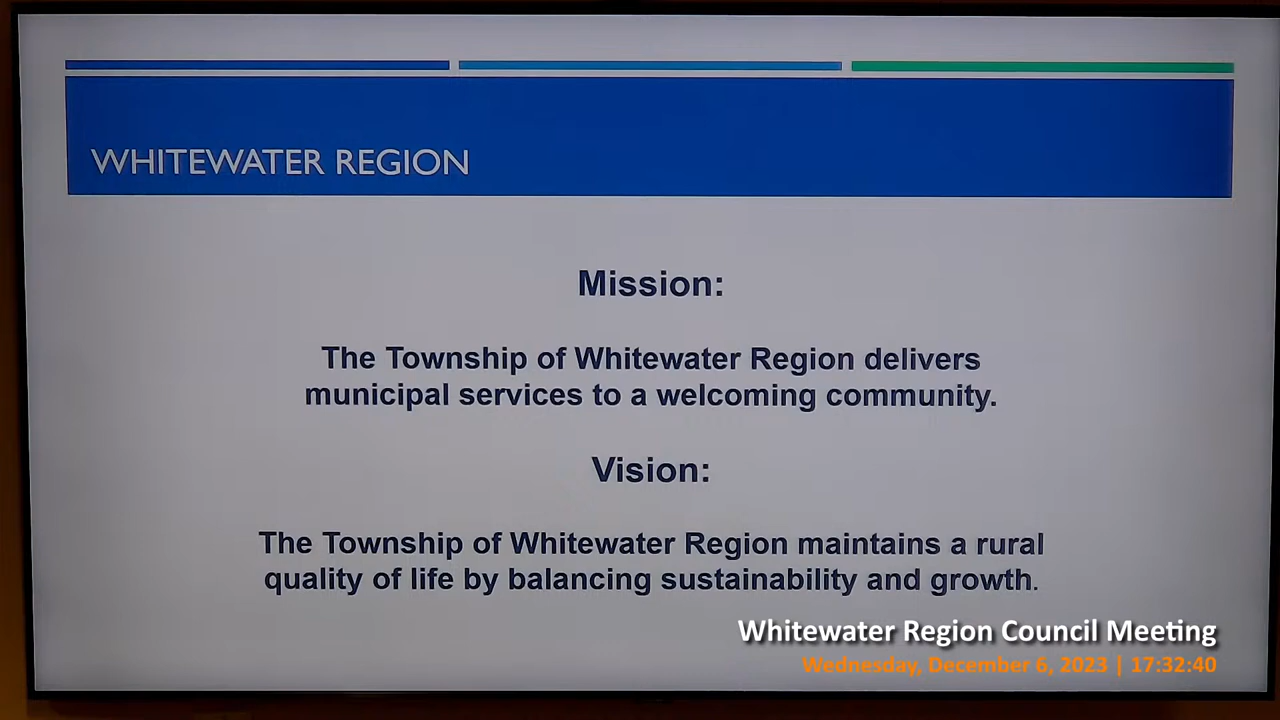 WHITEWATER REGION
Mission:
The Township of Whitewater Region delivers
municipal services to a welcoming community.
Vision:
The Township of Whitewater Region maintains a rural
quality of life by balancing sustainability and growth.
Whitewater Region Council Meeting
Wednesday, December 6, 2023 | 17:32:40